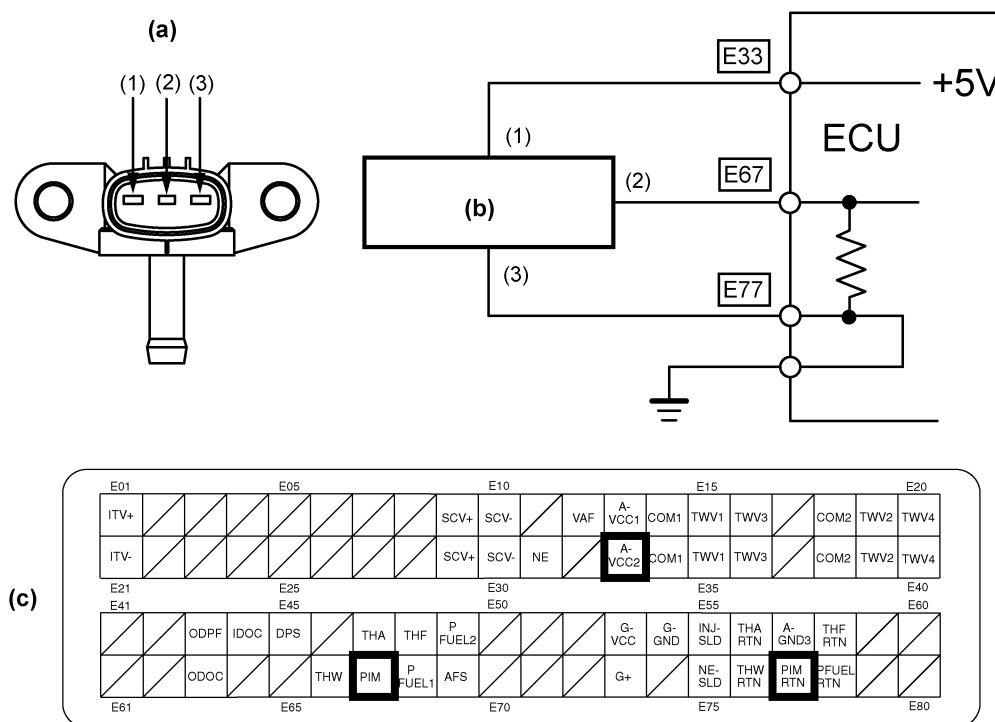 (a)
(1) (2) (3)
E33
+5V
(1)
ECU
(b)
(2)
E67
(3)
E77
(c)
E01 E05 E10 E15 E20
ITV+ SCV+ SCV- VAF A-VCC1 COM1 TWV1 TWV3 COM2 TWV2 TWV4
ITV- SCV+ SCV- NE A-VCC2 COM1 TWV1 TWV3 COM2 TWV2 TWV4
E21 E25 E30 E35 E40
E41 E45 E50 E55 E60
ODPF IDOC DPS THA THF P FUEL2 G-VCC G-GND INJ-SLD THA RTN A-GND3 THF RTN
ODOC THW PIM P FUEL1 AFS G+ NE-SLD THW RTN PIM RTN PFUEL RTN
E61 E65 E70 E75 E80